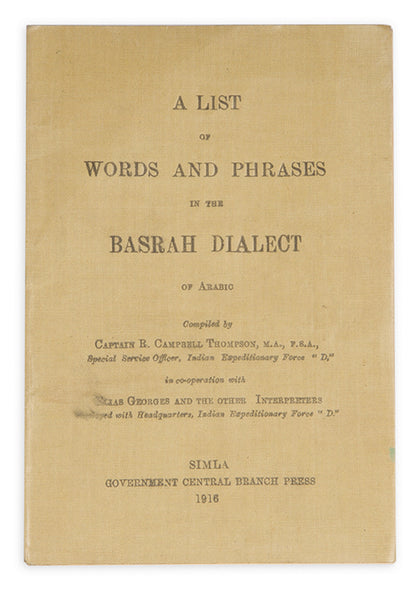 A LIST
OF
WORDS AND PHRASES
IN THE
BASRAH DIALECT
OF ARABIC
Compiled by
CAPTAIN R. CAMPBELL THOMPSON, M.A., F.S.A.,
Special Service Officer, Indian Expeditionary Force "D,"
in co-operation with
GEORGES AND THE OTHER INTERPRETERS
with Headquarters, Indian Expeditionary Force "D."
SIMLA
GOVERNMENT CENTRAL BRANCH PRESS
1916